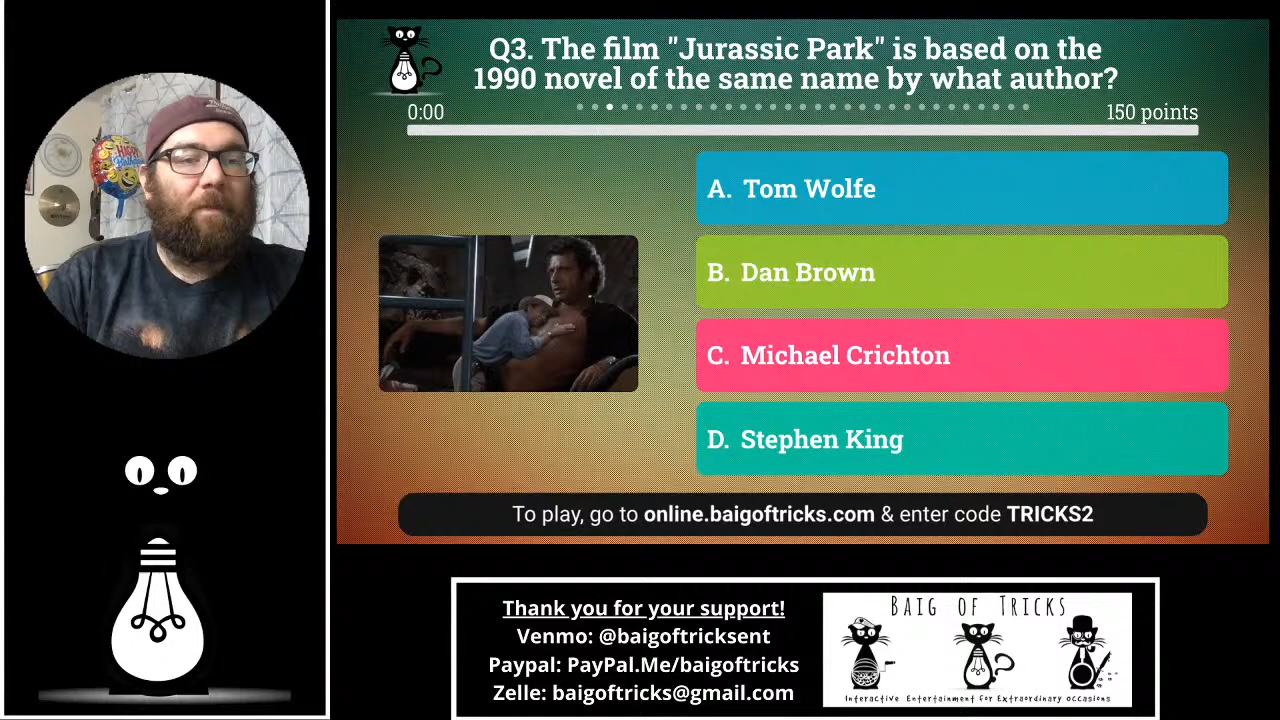 Q3. The film "Jurassic Park" is based on the
1990 novel of the same name by what author?
0:00
150 points
A. Tom Wolfe
B. Dan Brown
C. Michael Crichton
D. Stephen King
To play, go to online.baigoftricks.com & enter code TRICKS2
Thank you for your support!
Venmo: @baigoftricksent
Paypal: PayPal.Me/baigoftricks
Zelle: baigoftricks@gmail.com
BAIG OF TRICKS
Interactive Entertainment for Extraordinary Occasions